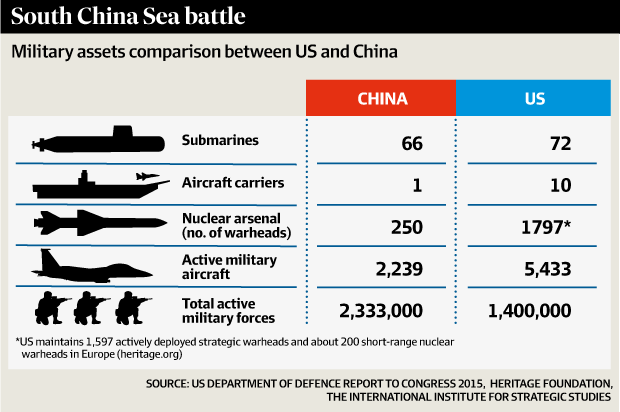 South China Sea battle
Military assets comparison between US and China
CHINA US
Submarines 66 72
Aircraft carriers 1 10
Nuclear arsenal
(no. of warheads) 250 1797*
Active military
aircraft 2,239 5,433
Total active
military forces 2,333,000 1,400,000
*US maintains 1,597 actively deployed strategic warheads and about 200 short-range nuclear
warheads in Europe (heritage.org)
SOURCE: US DEPARTMENT OF DEFENCE REPORT TO CONGRESS 2015, HERITAGE FOUNDATION,
THE INTERNATIONAL INSTITUTE FOR STRATEGIC STUDIES